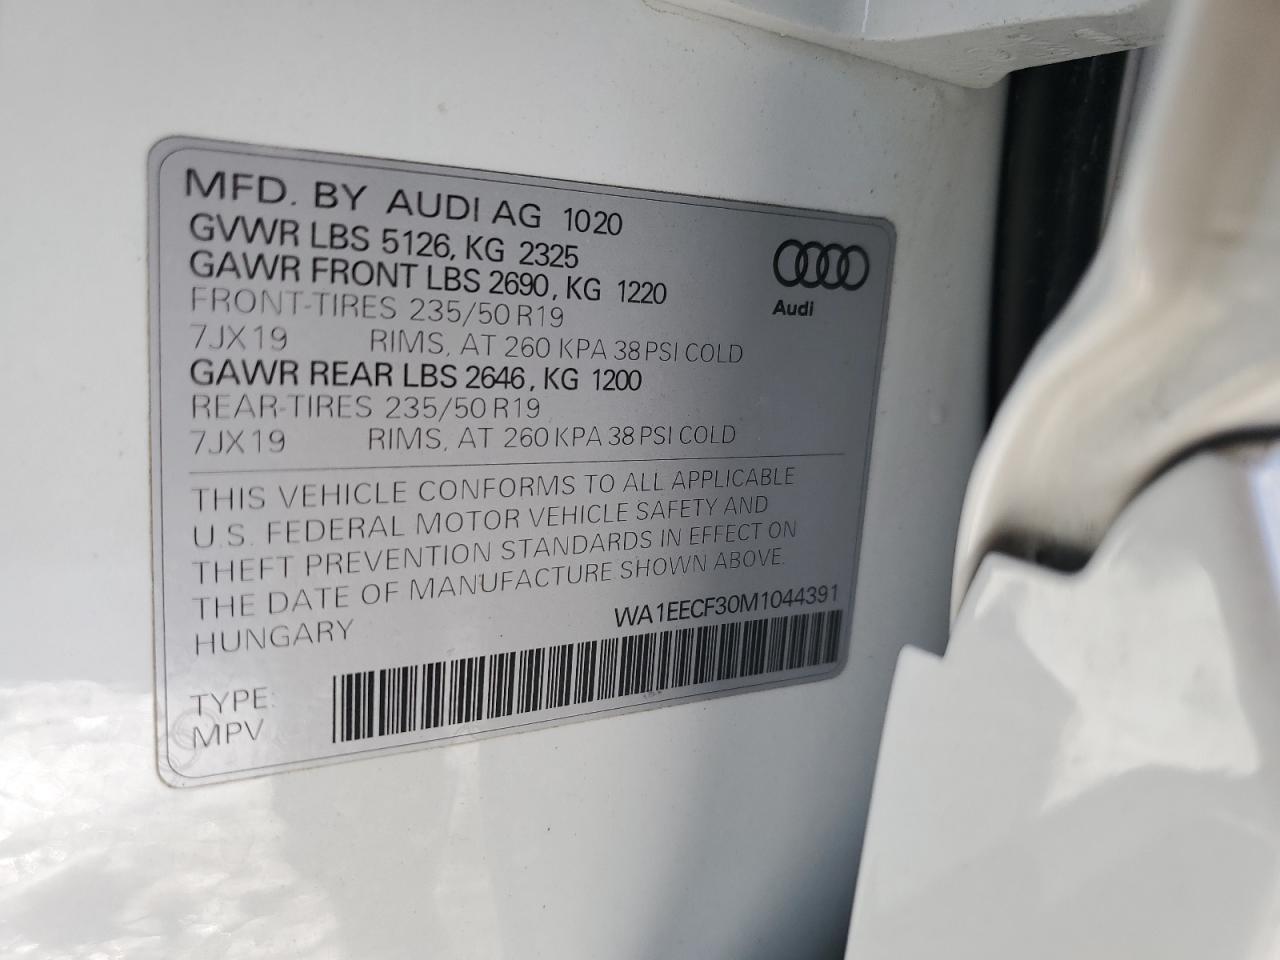 MFD. BY AUDI AG 1020
GVWR LBS 5126, KG 2325
GAWR FRONT LBS 2690, KG 1220
FRONT-TIRES 235/50 R19
7JX19 RIMS, AT 260 KPA 38 PSI COLD
GAWR REAR LBS 2646, KG 1200
REAR-TIRES 235/50 R19
7JX19 RIMS, AT 260 KPA 38 PSI COLD
Audi
THIS VEHICLE CONFORMS TO ALL APPLICABLE
U.S. FEDERAL MOTOR VEHICLE SAFETY AND
THEFT PREVENTION STANDARDS IN EFFECT ON
THE DATE OF MANUFACTURE SHOWN ABOVE.
HUNGARY
WA1EECF30M1044391
TYPE:
MPV